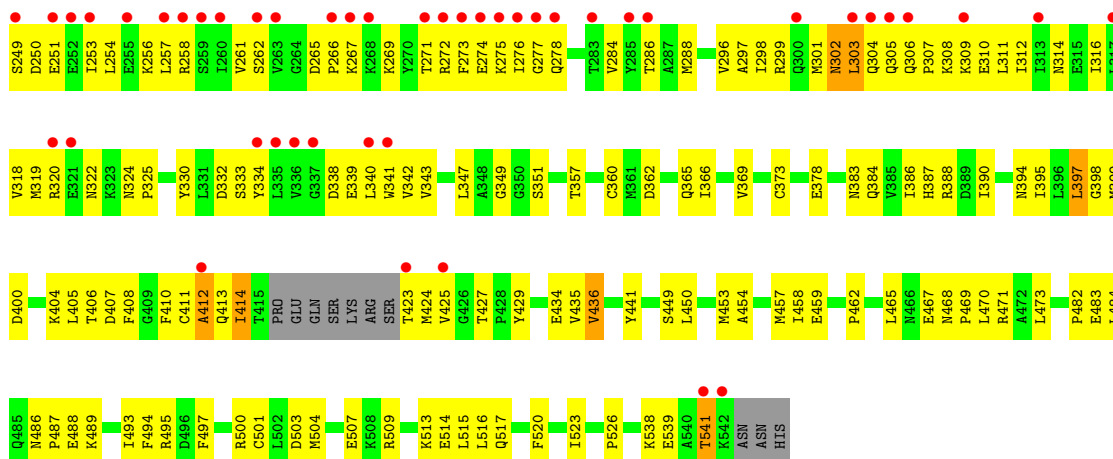 S249 D250 E251 E252 I253 L254 E255 K256 L257 R258 S259 I260 V261 S262 V263 G264 D265 P266 K267 K268 K269 Y270 T271 R272 F273 E274 K275 I276 G277 Q278 T283 V284 Y285 T286 A287 M288 V296 A297 I298 R299 Q300 M301 N302 L303 Q304 Q305 Q306 P307 K308 K309 E310 L311 I312 I313 N314 E315 I316 L317
V318 M319 R320 E321 N322 K323 N324 P325 Y330 L331 D332 S333 Y334 L335 V336 G337 D338 E339 L340 W341 V342 V343 L347 A348 G349 G350 S351 T357 C360 M361 D362 Q365 I366 V369 C373 E378 N383 Q384 V385 I386 H387 R388 D389 I390 N394 I395 L396 L397 G398
D400 K404 L405 T406 D407 F408 G409 F410 C411 A412 Q413 I414 T415 PRO GLU GLN SER LYS ARG SER T423 M424 V425 G426 T427 P428 Y429 E434 V435 V436 Y441 S449 L450 M453 A454 M457 I458 E459 P462 L465 N466 E467 N468 P469 L470 R471 A472 L473 P482 E483 L484
Q485 N486 P487 E488 K489 I493 F494 R495 D496 F497 R500 C501 L502 D503 M504 E507 K508 R509 K513 E514 L515 L516 Q517 F520 I523 P526 K538 E539 A540 T541 K542 ASN ASN HIS